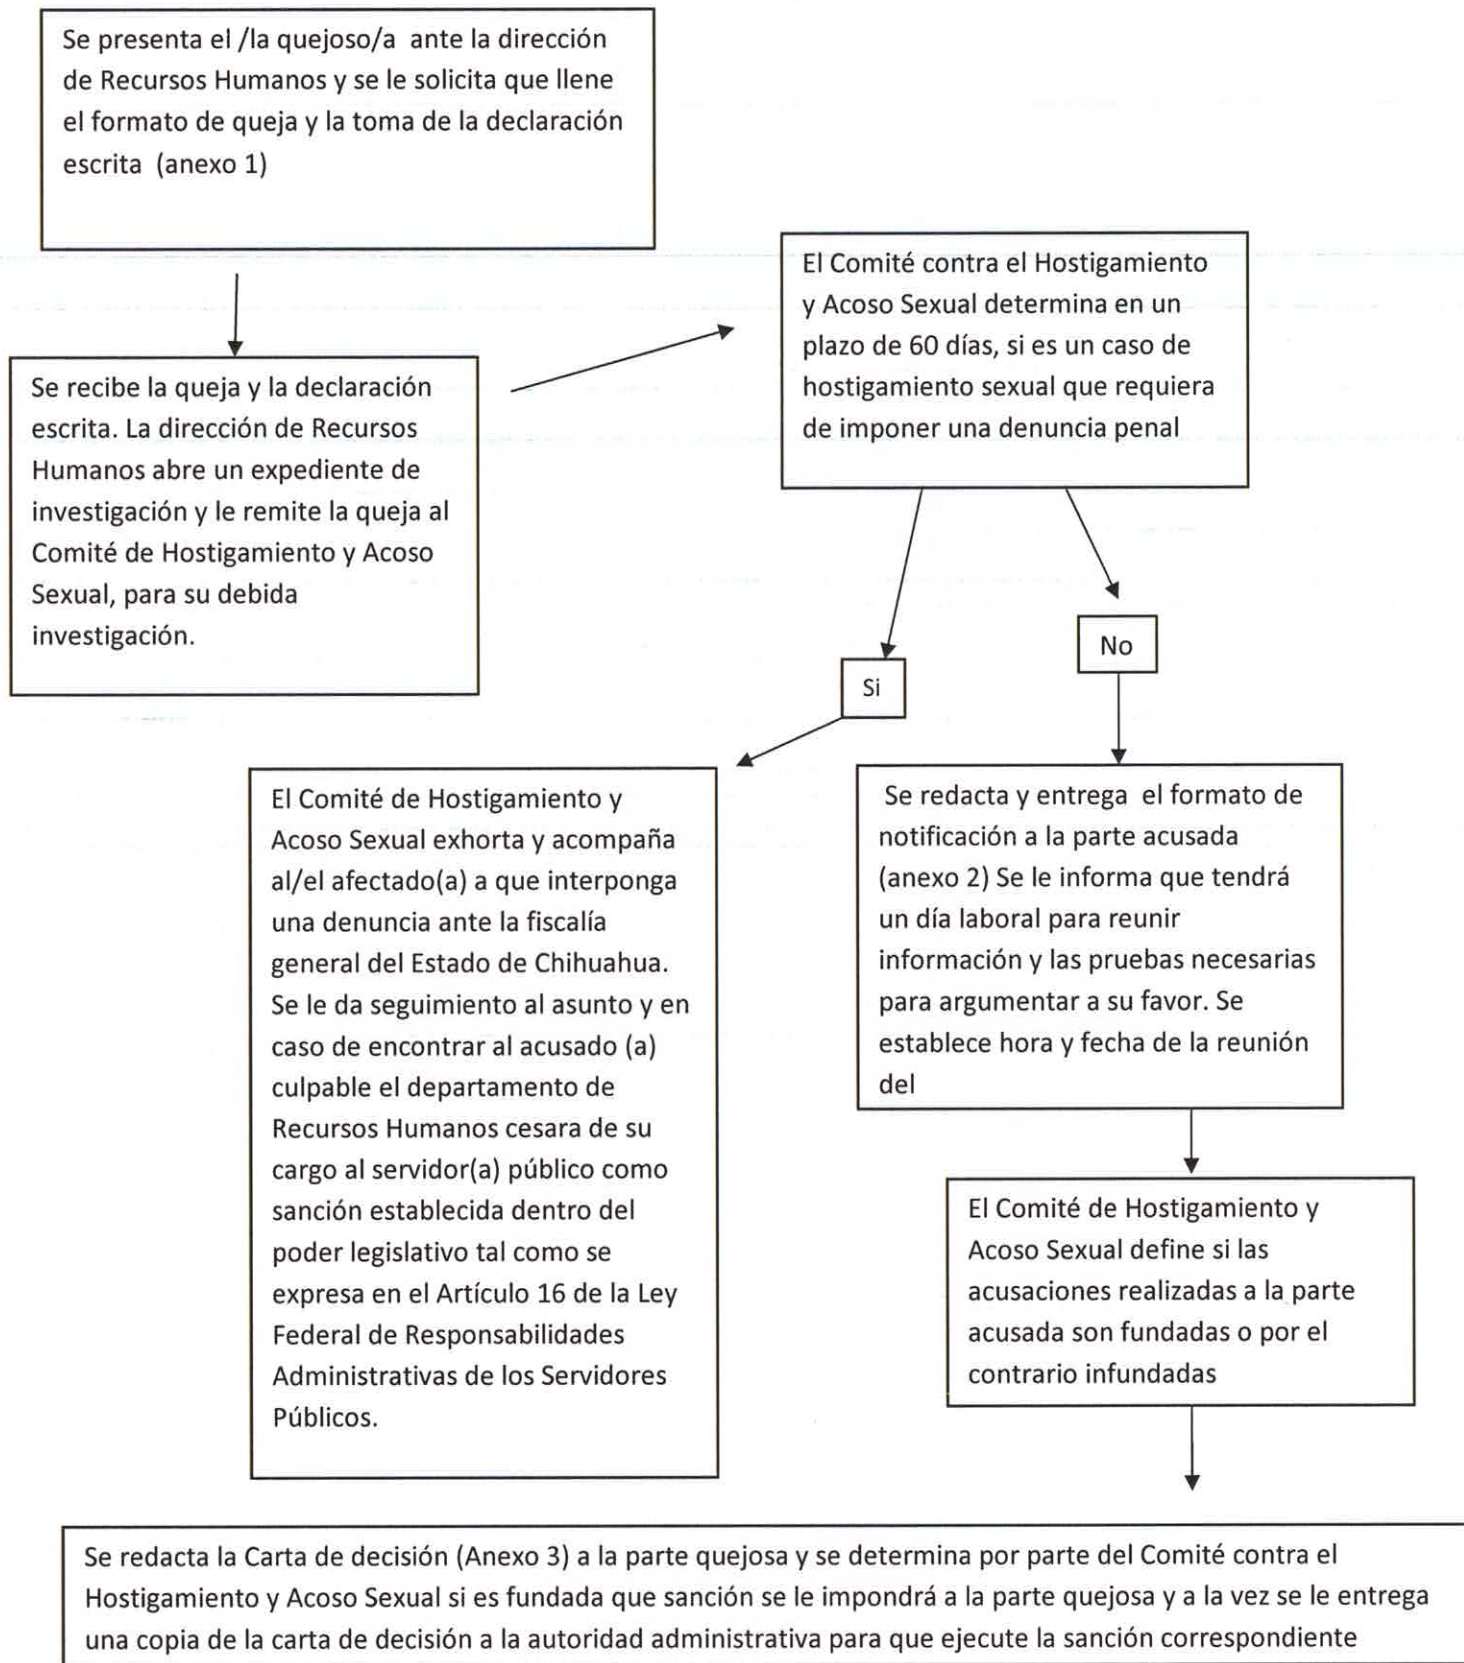 Se presenta el /la quejoso/a  ante la dirección
de Recursos Humanos y se le solicita que llene
el formato de queja y la toma de la declaración
escrita  (anexo 1)
Se recibe la queja y la declaración
escrita. La dirección de Recursos
Humanos abre un expediente de
investigación y le remite la queja al
Comité de Hostigamiento y Acoso
Sexual, para su debida
investigación.
El Comité contra el Hostigamiento
y Acoso Sexual determina en un
plazo de 60 días, si es un caso de
hostigamiento sexual que requiera
de imponer una denuncia penal
Si
No
El Comité de Hostigamiento y
Acoso Sexual exhorta y acompaña
al/el afectado(a) a que interponga
una denuncia ante la fiscalía
general del Estado de Chihuahua.
Se le da seguimiento al asunto y en
caso de encontrar al acusado (a)
culpable el departamento de
Recursos Humanos cesara de su
cargo al servidor(a) público como
sanción establecida dentro del
poder legislativo tal como se
expresa en el Artículo 16 de la Ley
Federal de Responsabilidades
Administrativas de los Servidores
Públicos.
Se redacta y entrega  el formato de
notificación a la parte acusada
(anexo 2) Se le informa que tendrá
un día laboral para reunir
información y las pruebas necesarias
para argumentar a su favor. Se
establece hora y fecha de la reunión
del
El Comité de Hostigamiento y
Acoso Sexual define si las
acusaciones realizadas a la parte
acusada son fundadas o por el
contrario infundadas
Se redacta la Carta de decisión (Anexo 3) a la parte quejosa y se determina por parte del Comité contra el
Hostigamiento y Acoso Sexual si es fundada que sanción se le impondrá a la parte quejosa y a la vez se le entrega
una copia de la carta de decisión a la autoridad administrativa para que ejecute la sanción correspondiente